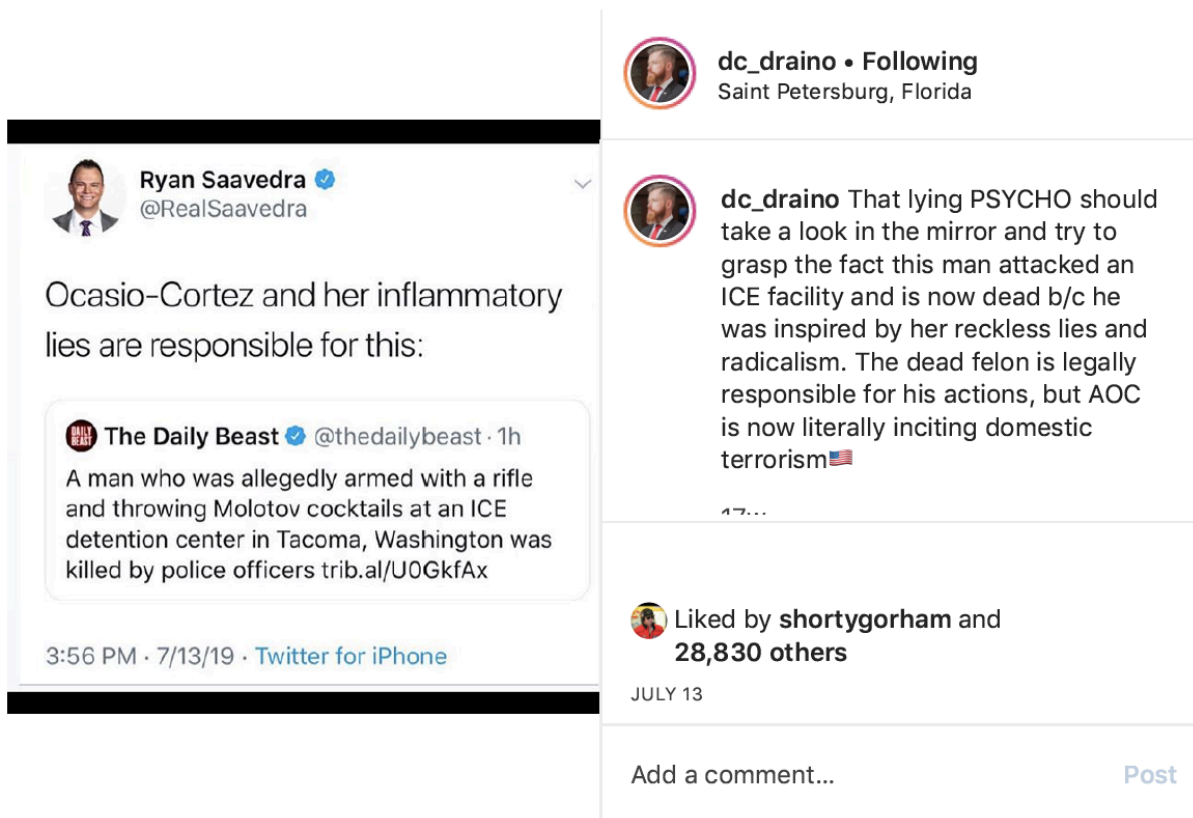 Ryan Saavedra
@RealSaavedra
Ocasio-Cortez and her inflammatory
lies are responsible for this:
DAILY
BEAST
The Daily Beast @thedailybeast · 1h
A man who was allegedly armed with a rifle
and throwing Molotov cocktails at an ICE
detention center in Tacoma, Washington was
killed by police officers trib.al/U0GkfAx
3:56 PM · 7/13/19 · Twitter for iPhone
dc_draino • Following
Saint Petersburg, Florida
dc_draino That lying PSYCHO should
take a look in the mirror and try to
grasp the fact this man attacked an
ICE facility and is now dead b/c he
was inspired by her reckless lies and
radicalism. The dead felon is legally
responsible for his actions, but AOC
is now literally inciting domestic
terrorism🇺🇸
Liked by shortygorham and
28,830 others
JULY 13
Add a comment...
Post